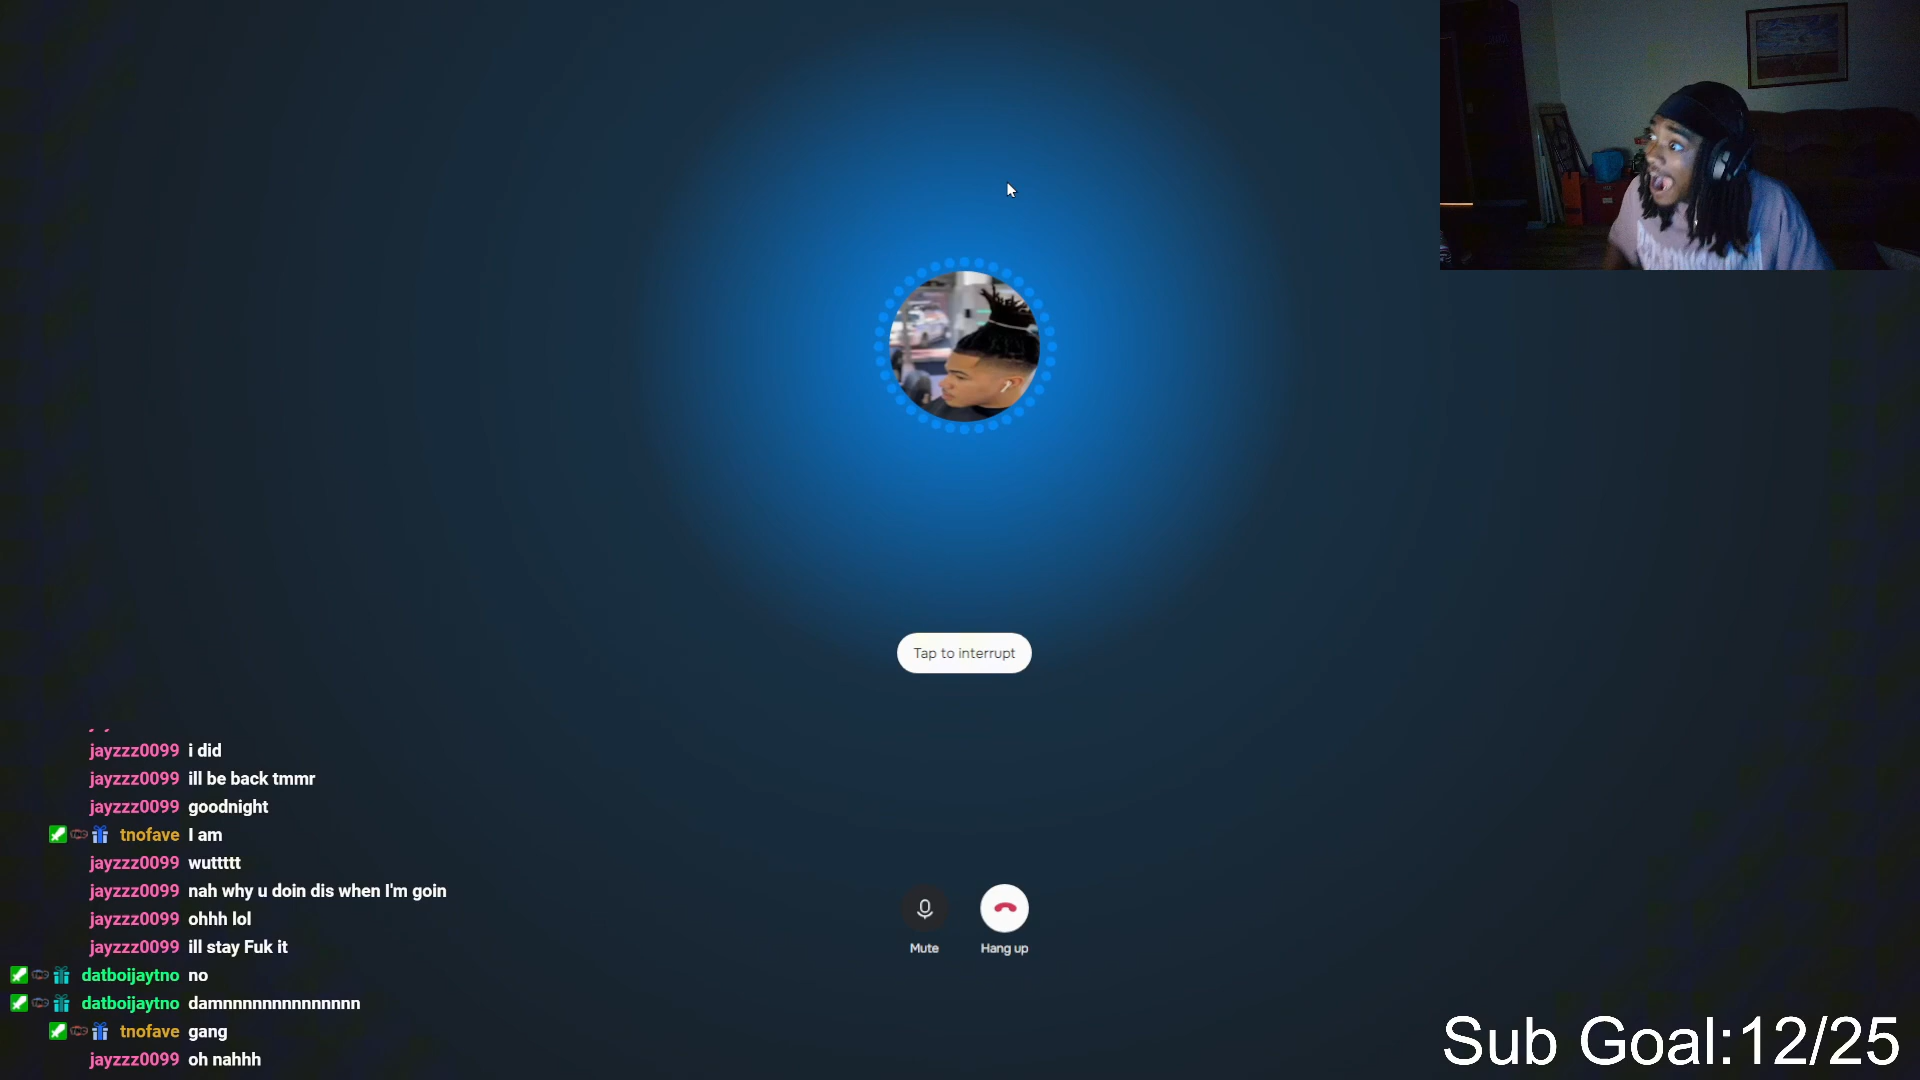 Tap to interrupt
jayzzz0099 i did
jayzzz0099 ill be back tmmr
jayzzz0099 goodnight
tnofave I am
jayzzz0099 wuttttt
jayzzz0099 nah why u doin dis when I'm goin
jayzzz0099 ohhh lol
jayzzz0099 ill stay Fuk it
datboijaytno no
datboijaytno damnnnnnnnnnnnnnn
tnofave gang
jayzzz0099 oh nahhh
Mute
Hang up
Sub Goal:12/25